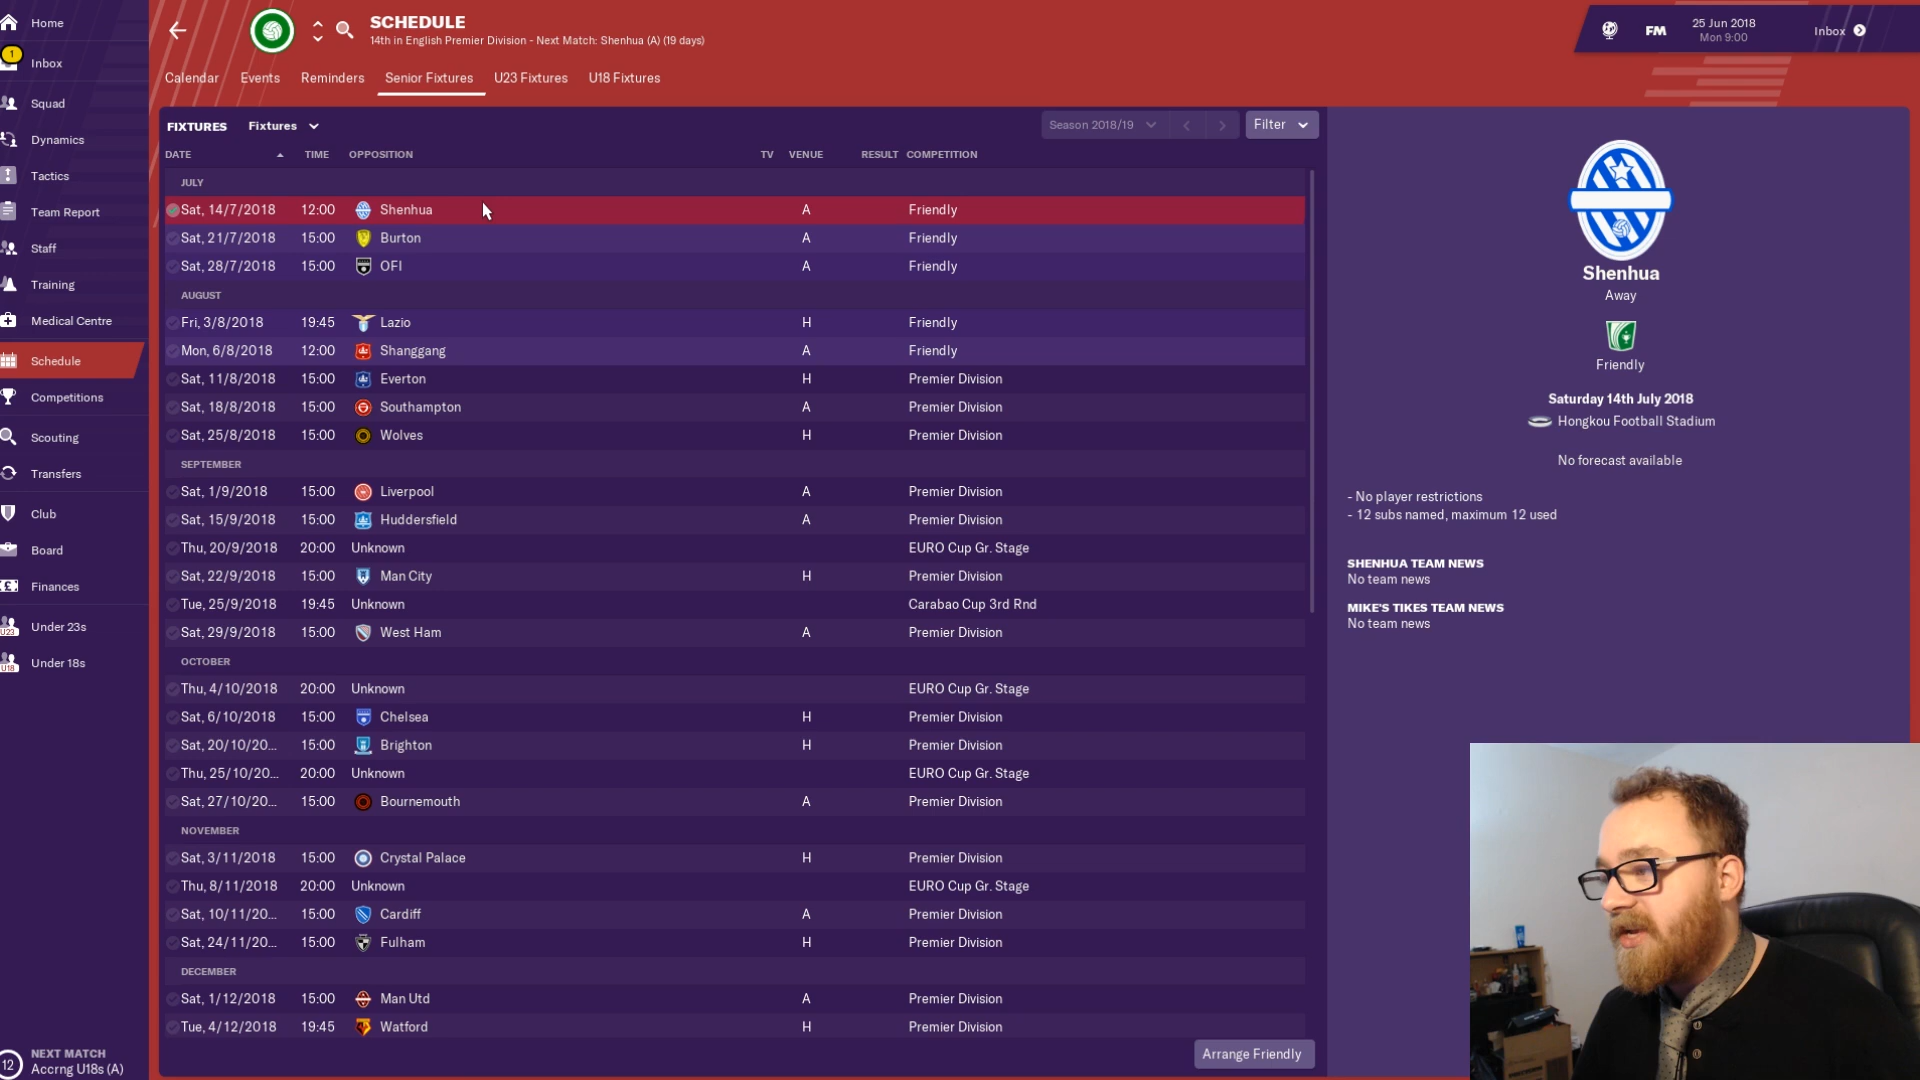 Home
1
Inbox
Squad
Dynamics
Tactics
Team Report
Staff
Training
Medical Centre
Schedule
Competitions
Scouting
Transfers
Club
Board
Finances
U23
Under 23s
U18
Under 18s
12
NEXT MATCH
Accrng U18s (A)
SCHEDULE
14th in English Premier Division - Next Match: Shenhua (A) (19 days)
FM
25 Jun 2018
Mon 9:00
Inbox
Calendar Events Reminders Senior Fixtures U23 Fixtures U18 Fixtures
FIXTURES Fixtures Season 2018/19 Filter
DATE TIME OPPOSITION TV VENUE RESULT COMPETITION
JULY
Sat, 14/7/2018 12:00 Shenhua A Friendly
Sat, 21/7/2018 15:00 Burton A Friendly
Sat, 28/7/2018 15:00 OFI A Friendly
AUGUST
Fri, 3/8/2018 19:45 Lazio H Friendly
Mon, 6/8/2018 12:00 Shanggang A Friendly
Sat, 11/8/2018 15:00 Everton H Premier Division
Sat, 18/8/2018 15:00 Southampton A Premier Division
Sat, 25/8/2018 15:00 Wolves H Premier Division
SEPTEMBER
Sat, 1/9/2018 15:00 Liverpool A Premier Division
Sat, 15/9/2018 15:00 Huddersfield A Premier Division
Thu, 20/9/2018 20:00 Unknown EURO Cup Gr. Stage
Sat, 22/9/2018 15:00 Man City H Premier Division
Tue, 25/9/2018 19:45 Unknown Carabao Cup 3rd Rnd
Sat, 29/9/2018 15:00 West Ham A Premier Division
OCTOBER
Thu, 4/10/2018 20:00 Unknown EURO Cup Gr. Stage
Sat, 6/10/2018 15:00 Chelsea H Premier Division
Sat, 20/10/20... 15:00 Brighton H Premier Division
Thu, 25/10/20... 20:00 Unknown EURO Cup Gr. Stage
Sat, 27/10/20... 15:00 Bournemouth A Premier Division
NOVEMBER
Sat, 3/11/2018 15:00 Crystal Palace H Premier Division
Thu, 8/11/2018 20:00 Unknown EURO Cup Gr. Stage
Sat, 10/11/20... 15:00 Cardiff A Premier Division
Sat, 24/11/20... 15:00 Fulham H Premier Division
DECEMBER
Sat, 1/12/2018 15:00 Man Utd A Premier Division
Tue, 4/12/2018 19:45 Watford H Premier Division
Arrange Friendly
Shenhua
Away
Friendly
Saturday 14th July 2018
Hongkou Football Stadium
No forecast available
- No player restrictions
- 12 subs named, maximum 12 used
SHENHUA TEAM NEWS
No team news
MIKE'S TIKES TEAM NEWS
No team news